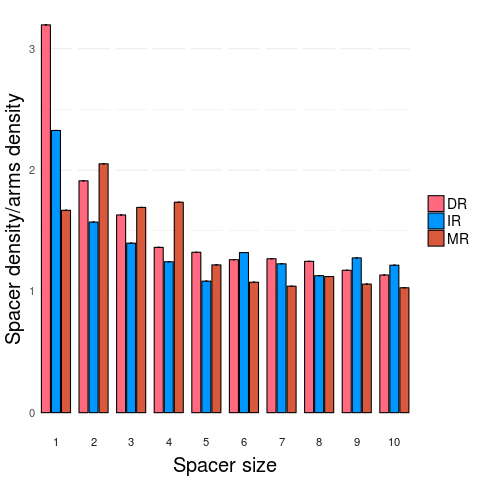 Spacer density/arms density
3
2
1
0
1 2 3 4 5 6 7 8 9 10
Spacer size
DR
IR
MR